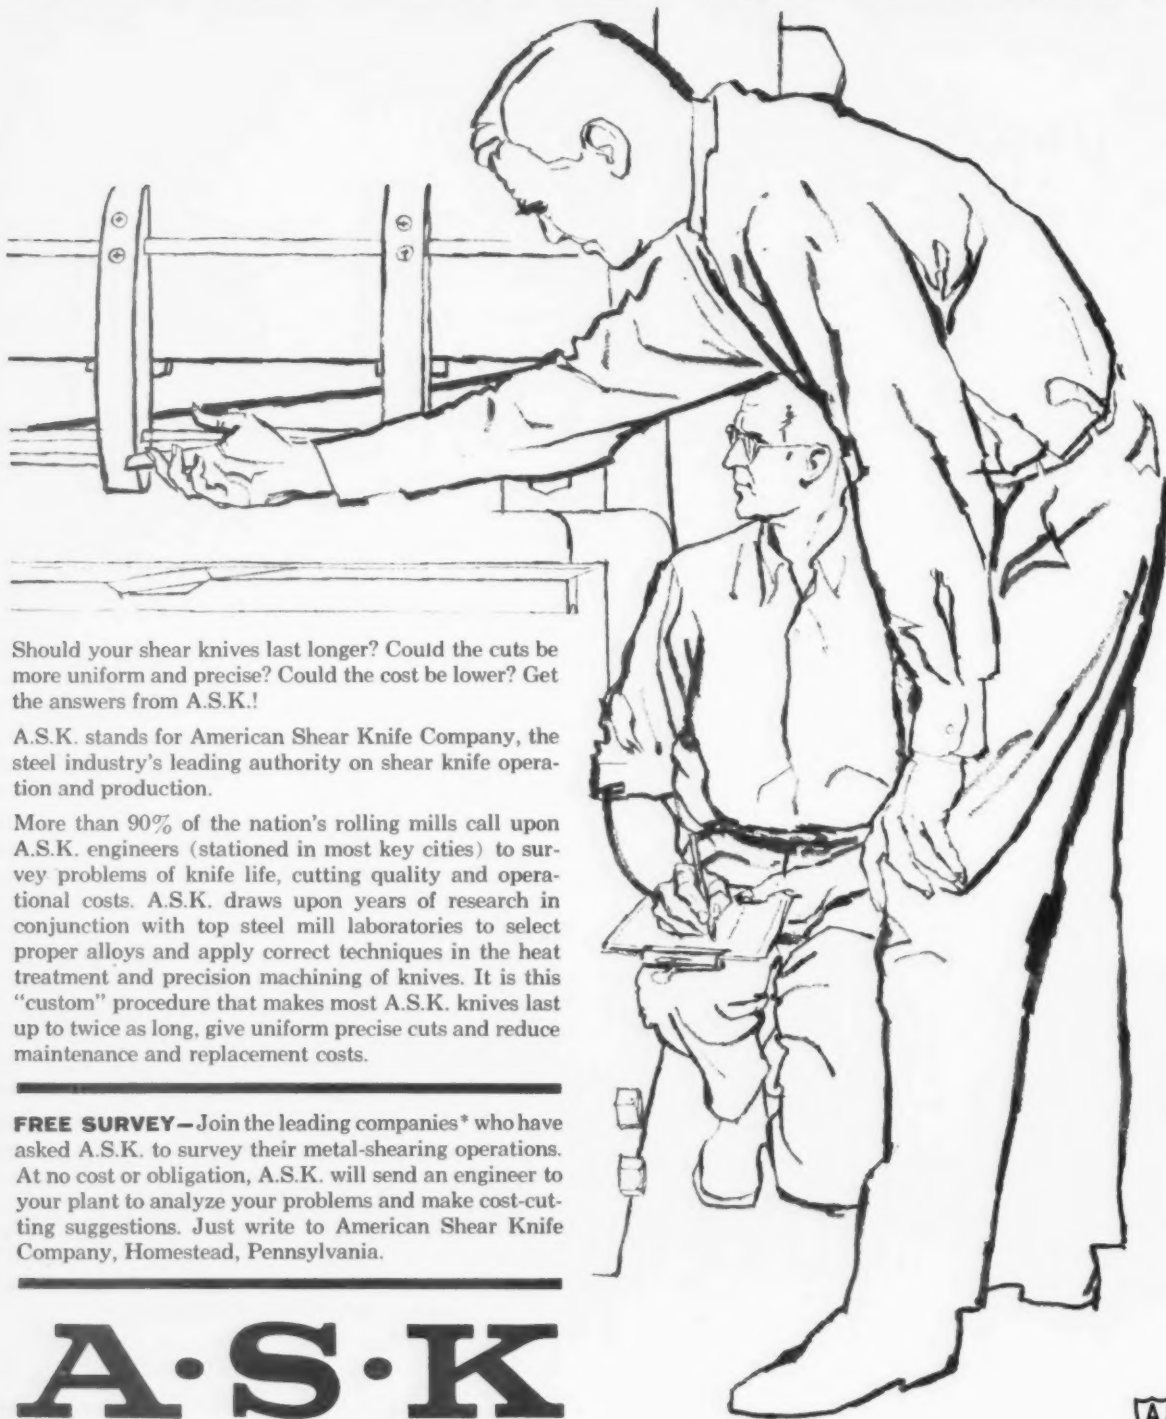 Should your shear knives last longer? Could the cuts be
more uniform and precise? Could the cost be lower? Get
the answers from A.S.K.!
A.S.K. stands for American Shear Knife Company, the
steel industry's leading authority on shear knife opera-
tion and production.
More than 90% of the nation's rolling mills call upon
A.S.K. engineers (stationed in most key cities) to sur-
vey problems of knife life, cutting quality and opera-
tional costs. A.S.K. draws upon years of research in
conjunction with top steel mill laboratories to select
proper alloys and apply correct techniques in the heat
treatment and precision machining of knives. It is this
"custom" procedure that makes most A.S.K. knives last
up to twice as long, give uniform precise cuts and reduce
maintenance and replacement costs.
FREE SURVEY—Join the leading companies* who have
asked A.S.K. to survey their metal-shearing operations.
At no cost or obligation, A.S.K. will send an engineer to
your plant to analyze your problems and make cost-cut-
ting suggestions. Just write to American Shear Knife
Company, Homestead, Pennsylvania.
A·S·K
A